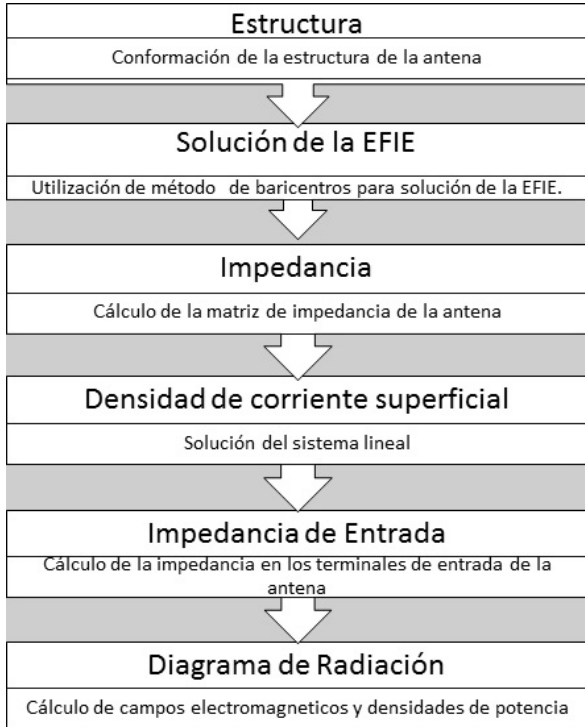 Estructura
Conformación de la estructura de la antena
Solución de la EFIE
Utilización de método de baricentros para solución de la EFIE.
Impedancia
Cálculo de la matriz de impedancia de la antena
Densidad de corriente superficial
Solución del sistema lineal
Impedancia de Entrada
Cálculo de la impedancia en los terminales de entrada de la
antena
Diagrama de Radiación
Cálculo de campos electromagneticos y densidades de potencia